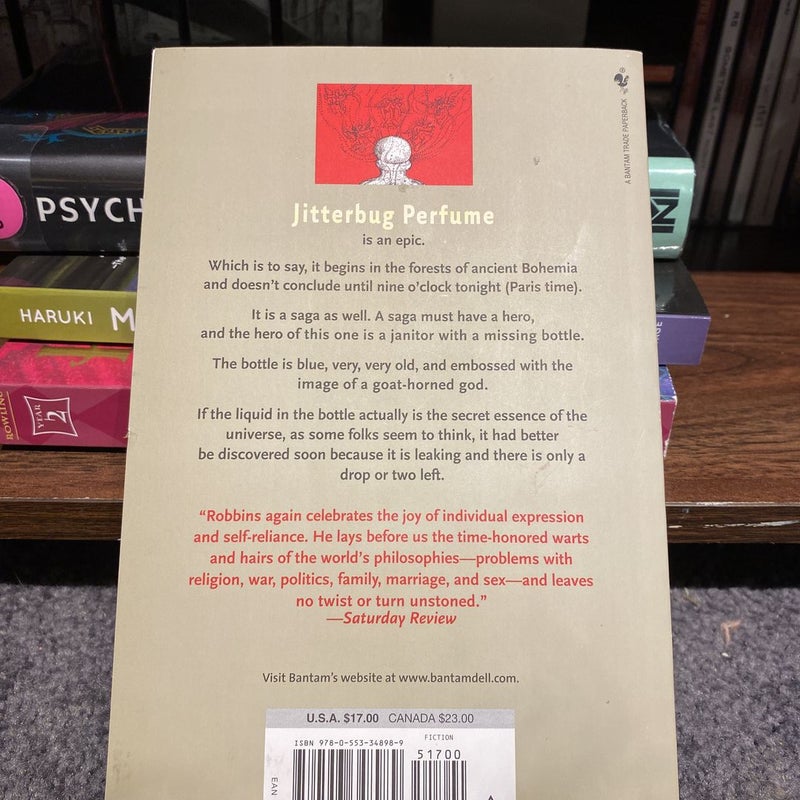 A BANTAM TRADE PAPERBACK
PSYCH
HARUKI M
ROWLING
YEAR
2
Jitterbug Perfume
is an epic.
Which is to say, it begins in the forests of ancient Bohemia
and doesn't conclude until nine o'clock tonight (Paris time).
It is a saga as well. A saga must have a hero,
and the hero of this one is a janitor with a missing bottle.
The bottle is blue, very, very old, and embossed with the
image of a goat-horned god.
If the liquid in the bottle actually is the secret essence of the
universe, as some folks seem to think, it had better
be discovered soon because it is leaking and there is only a
drop or two left.
“Robbins again celebrates the joy of individual expression
and self-reliance. He lays before us the time-honored warts
and hairs of the world's philosophies—problems with
religion, war, politics, family, marriage, and sex—and leaves
no twist or turn unstoned.”
—Saturday Review
Visit Bantam's website at www.bantamdell.com.
U.S.A. $17.00 CANADA $23.00
ISBN 978-0-553-34898-9
FICTION
51700
EAN